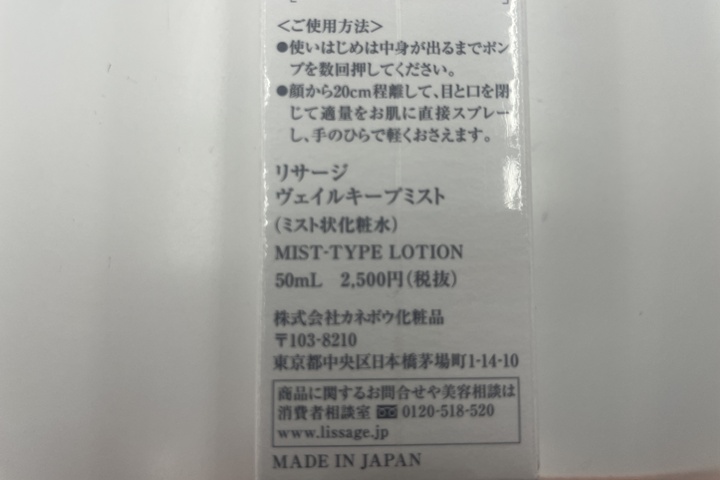 ＜ご使用方法＞
●使いはじめは中身が出るまでポン
プを数回押してください。
●顔から20cm程離して、目と口を閉
じて適量をお肌に直接スプレー
し、手のひらで軽くおさえます。
リサージ
ヴェイルキープミスト
（ミスト状化粧水）
MIST-TYPE LOTION
50mL　2,500円（税抜）
株式会社カネボウ化粧品
〒103-8210
東京都中央区日本橋茅場町1-14-10
商品に関するお問合せや美容相談は
消費者相談室 0120-518-520
www.lissage.jp
MADE IN JAPAN